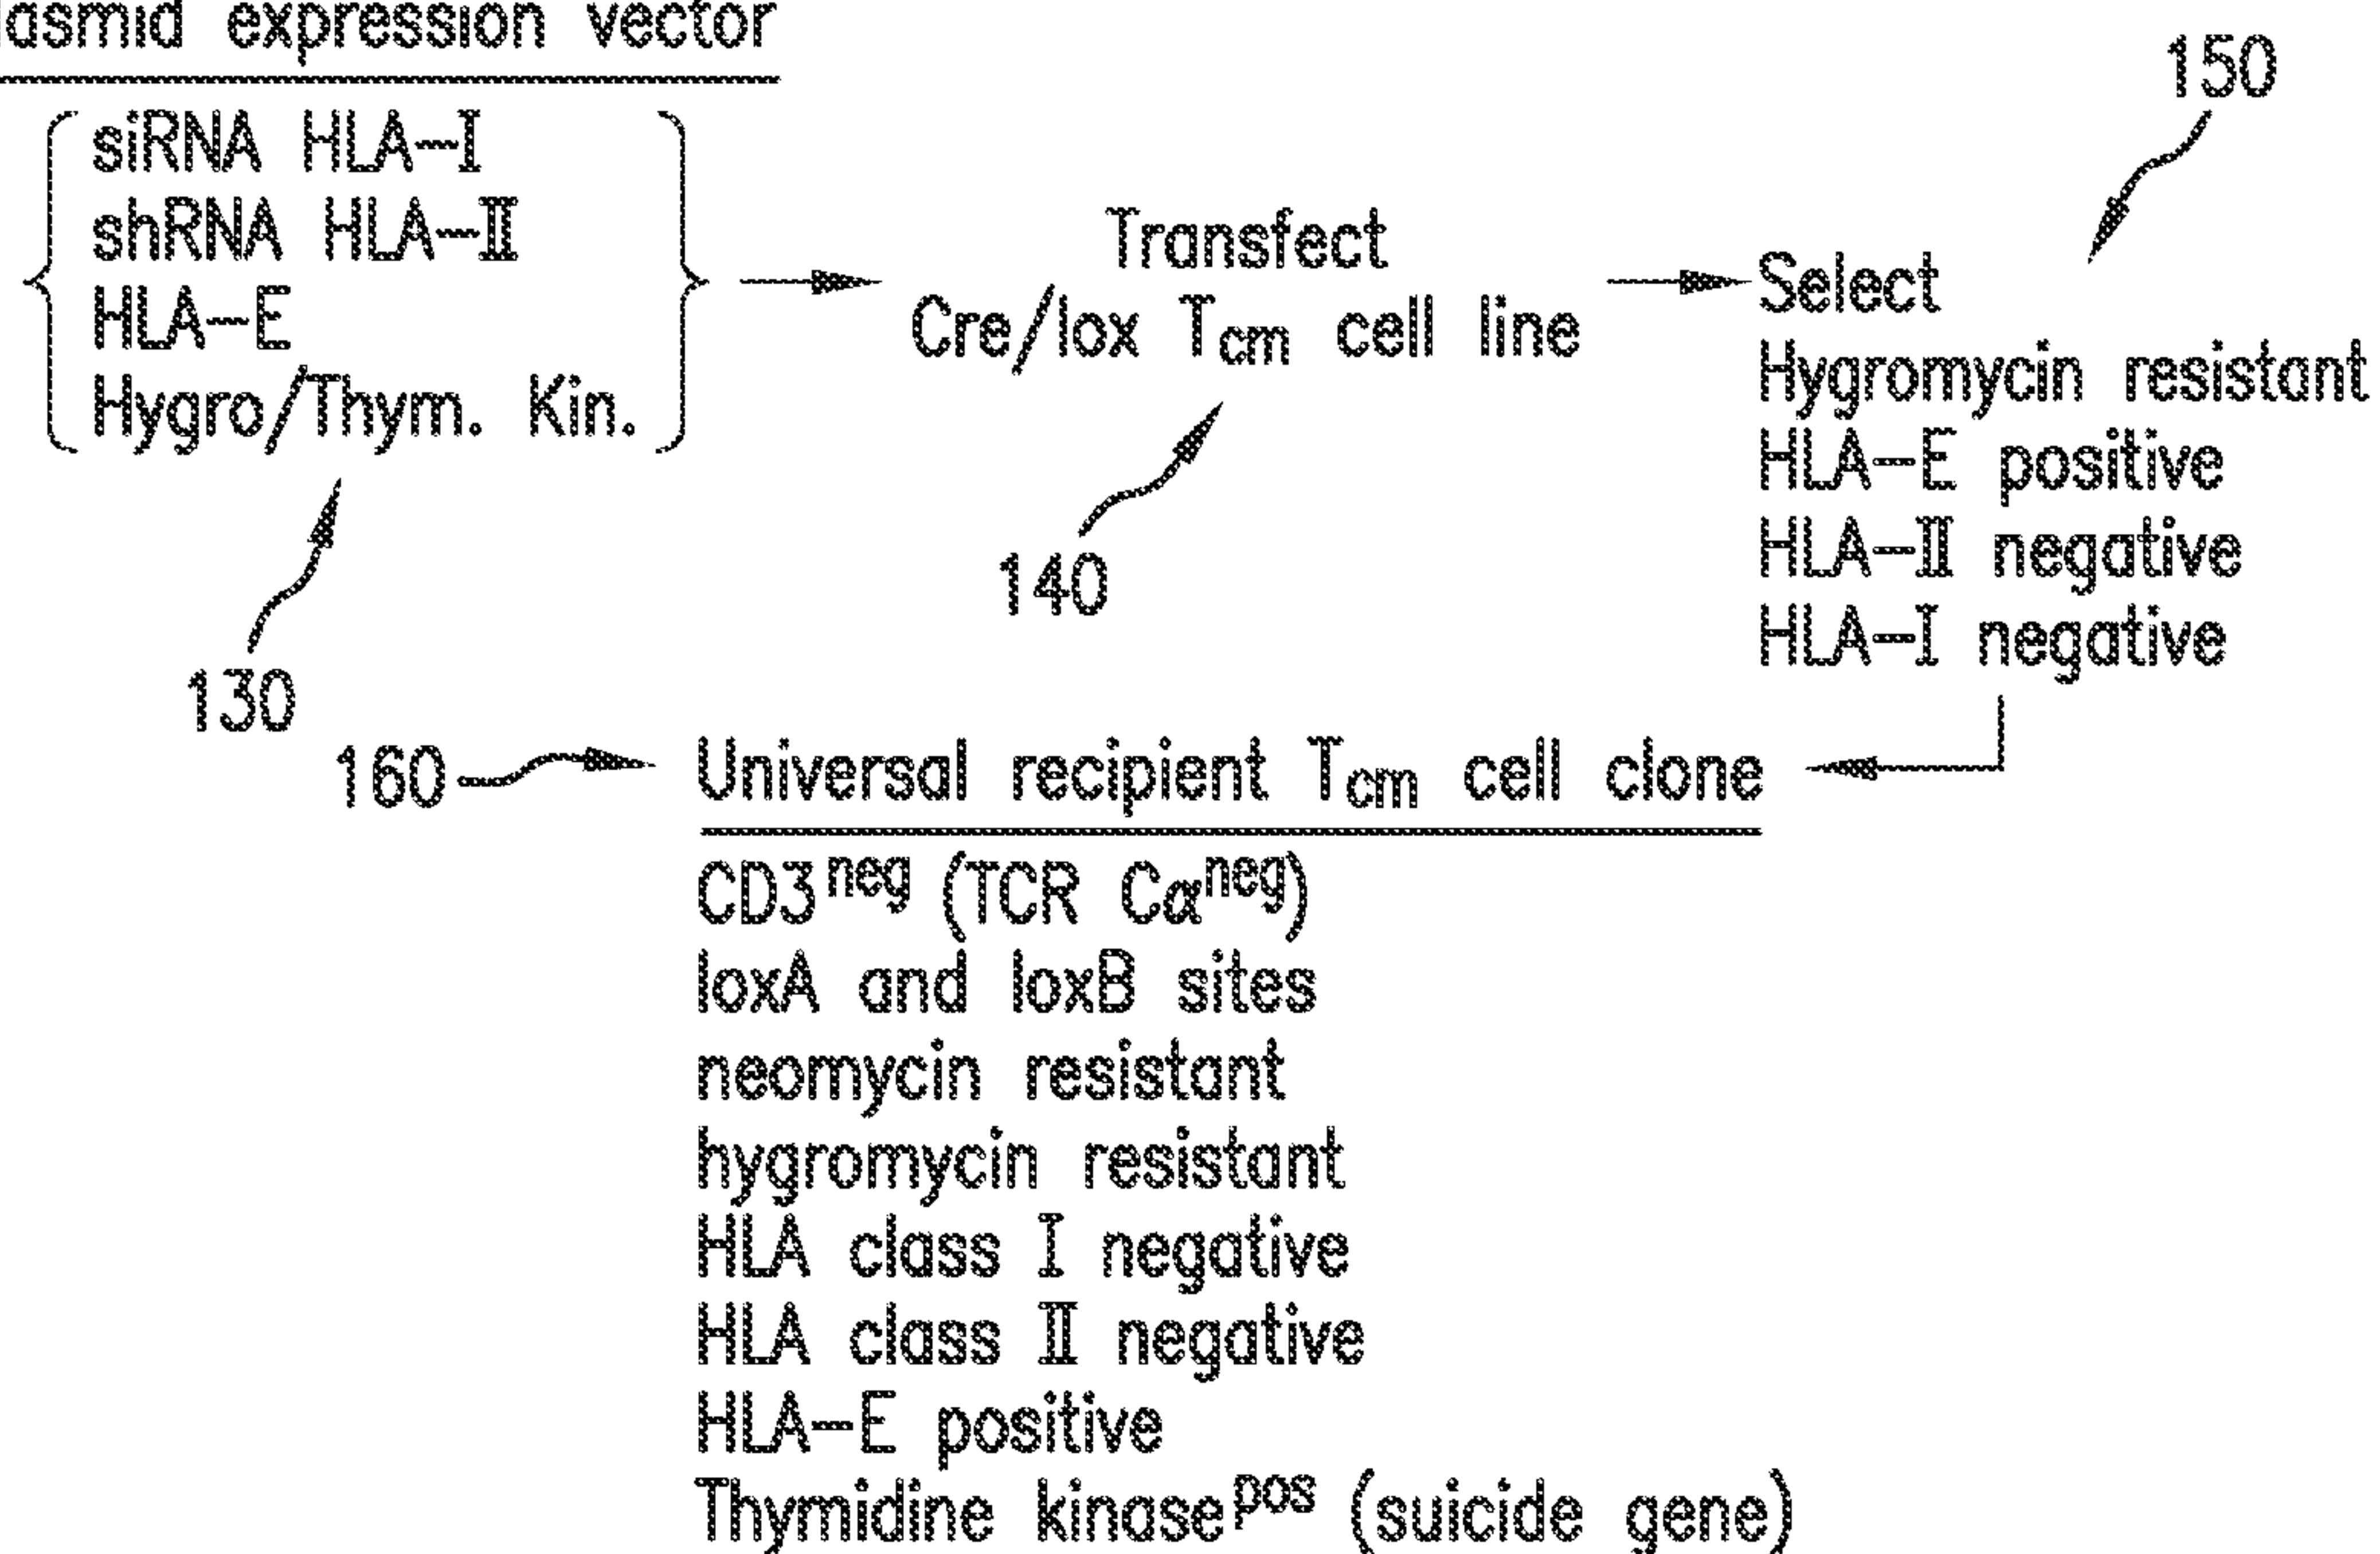 lasmid expression vector
siRNA HLA-I
shRNA HLA-II
HLA-E
Hygro/Thym. Kin.
130
Transfect
Cre/lox Tcm cell line
140
150
Select
Hygromycin resistant
HLA-E positive
HLA-II negative
HLA-I negative
160
Universal recipient Tcm cell clone
CD3neg (TCR Cαneg)
loxA and loxB sites
neomycin resistant
hygromycin resistant
HLA class I negative
HLA class II negative
HLA-E positive
Thymidine kinasepos (suicide gene)